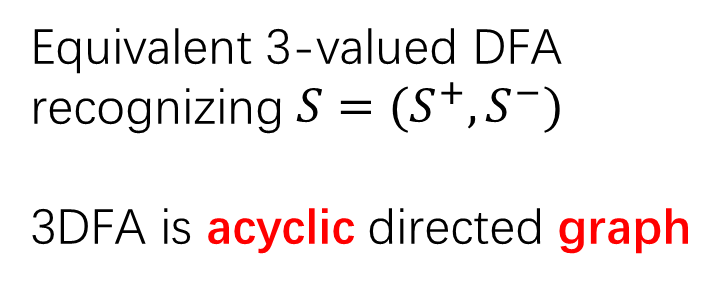 Equivalent 3-valued DFA
recognizing 𝑆 = (𝑆⁺, 𝑆⁻)
3DFA is acyclic directed graph